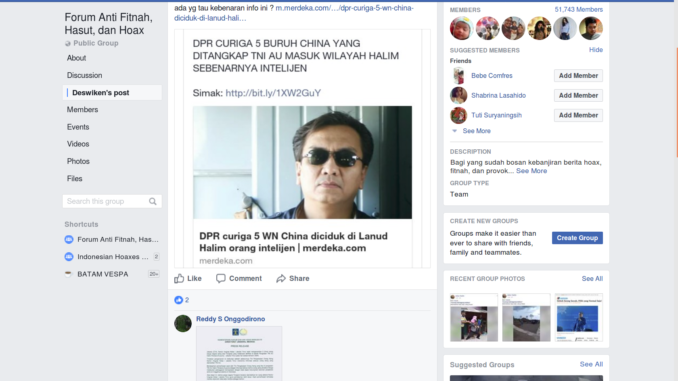 Forum Anti Fitnah,
Hasut, dan Hoax
Public Group
About
Discussion
Deswiken's post
Members
Events
Videos
Photos
Files
Search this group
Shortcuts
Forum Anti Fitnah, Has...
Indonesian Hoaxes ... 2
BATAM VESPA 20+
ada yg tau kebenaran info ini ? m.merdeka.com/…/dpr-curiga-5-wn-china-
diciduk-di-lanud-hali…
DPR CURIGA 5 BURUH CHINA YANG
DITANGKAP TNI AU MASUK WILAYAH HALIM
SEBENARNYA INTELIJEN
Simak: http://bit.ly/1XW2GuY
DPR curiga 5 WN China diciduk di Lanud
Halim orang intelijen | merdeka.com
merdeka.com
Like Comment Share
2
Reddy S Onggodirono
MEMBERS 51,743 Members
SUGGESTED MEMBERS Hide
Friends
Bebe Comfres Add Member
Shabrina Lasahido Add Member
Tuti Suryaningsih Add Member
See More
DESCRIPTION
Bagi yang sudah bosan kebanjiran berita hoax,
fitnah, dan provok... See More
GROUP TYPE
Team
CREATE NEW GROUPS
Groups make it easier than
ever to share with friends,
family and teammates.
Create Group
RECENT GROUP PHOTOS See All
Suggested Groups See All